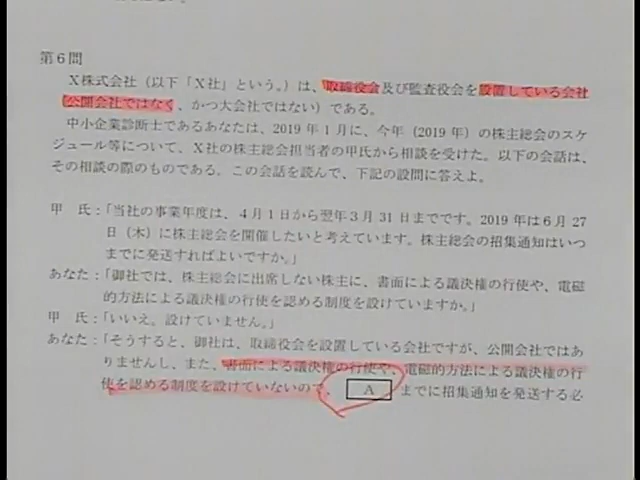 第6問
X株式会社(以下「X社」という。)は、取締役会及び監査役会を設置している会社
(公開会社ではなく、かつ大会社ではない)である。
中小企業診断士であるあなたは、2019年1月に、今年(2019年)の株主総会のスケ
ジュール等について、X社の株主総会担当者の甲氏から相談を受けた。以下の会話は、
その相談の際のものである。この会話を読んで、下記の設問に答えよ。
甲 氏:「当社の事業年度は、4月1日から翌年3月31日までです。2019年は6月27
日(木)に株主総会を開催したいと考えています。株主総会の招集通知はいつ
までに発送すればよいですか。」
あなた:「御社では、株主総会に出席しない株主に、書面による議決権の行使や、電磁
的方法による議決権の行使を認める制度を設けていますか。」
甲 氏:「いいえ。設けていません。」
あなた:「そうすると、御社は、取締役会を設置している会社ですが、公開会社ではあ
りませんし、また、書面による議決権の行使や、電磁的方法による議決権の行
使を認める制度を設けていないので、 A までに招集通知を発送する必